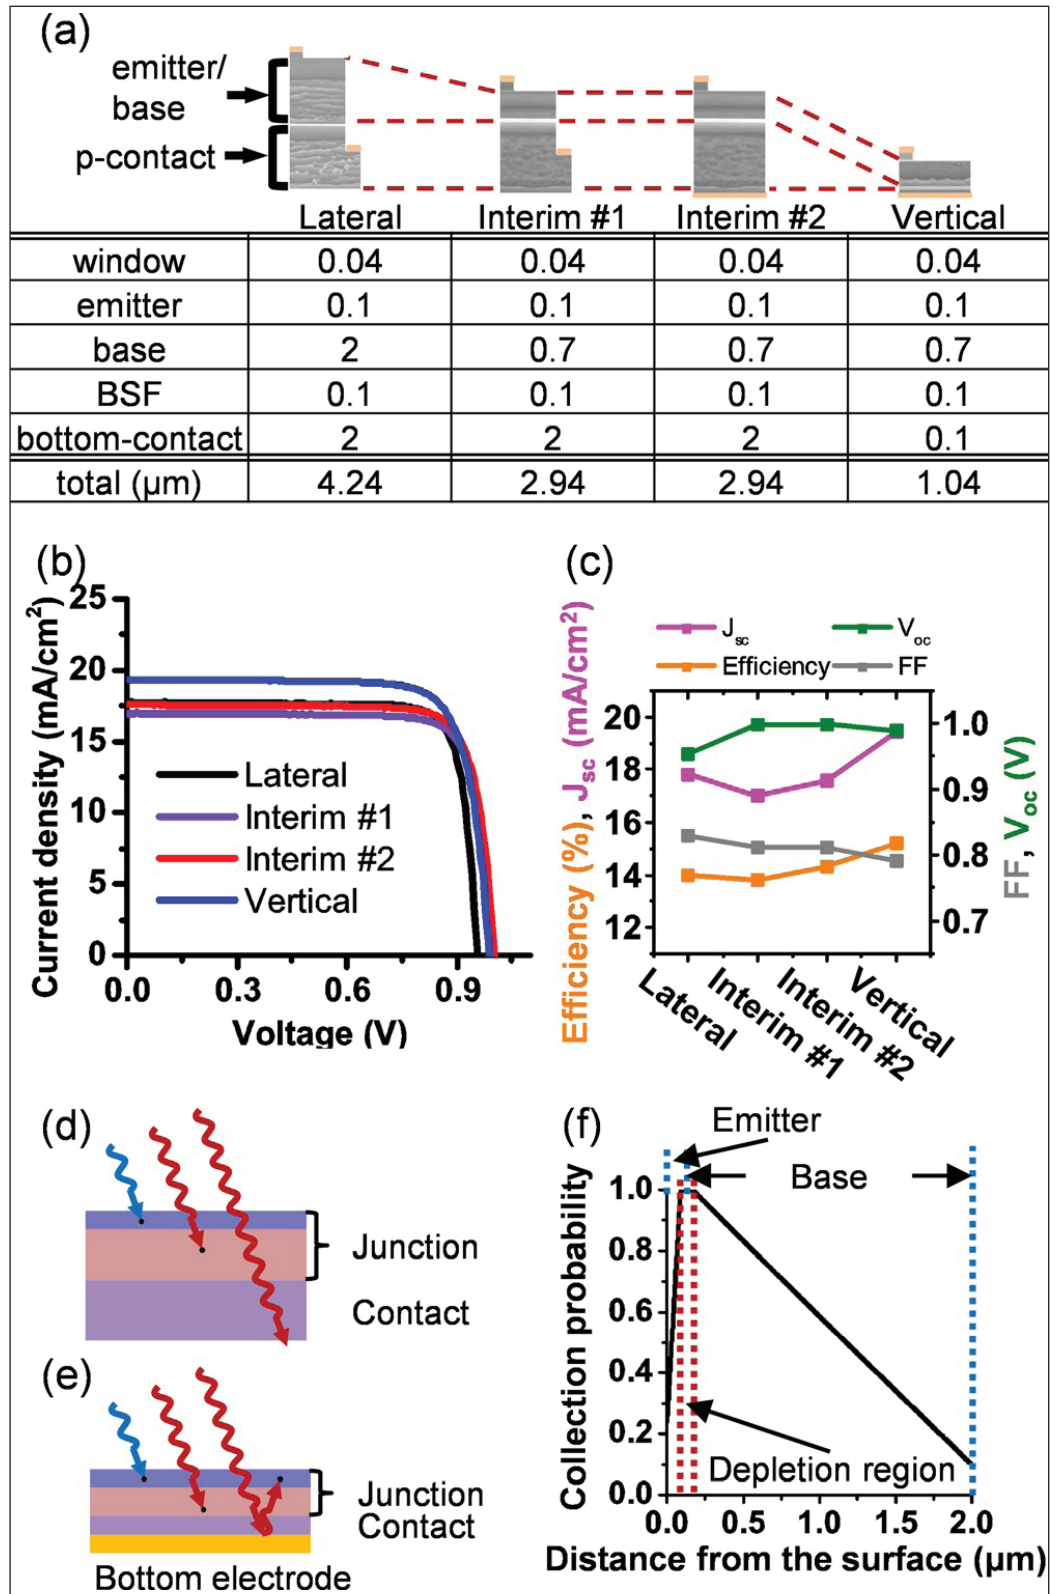 (a)
emitter/
base
p-contact
Lateral Interim #1 Interim #2 Vertical
window 0.04 0.04 0.04 0.04
emitter 0.1 0.1 0.1 0.1
base 2 0.7 0.7 0.7
BSF 0.1 0.1 0.1 0.1
bottom-contact 2 2 2 0.1
total (μm) 4.24 2.94 2.94 1.04
(b)
Current density (mA/cm²)
25
20
15
10
5
0
Lateral
Interim #1
Interim #2
Vertical
0.0 0.3 0.6 0.9
Voltage (V)
(c)
Jsc Voc
Efficiency FF
Efficiency (%), Jsc (mA/cm²)
20
18
16
14
12
1.0
0.9
0.8
0.7
FF, Voc (V)
Lateral
Interim #1
Interim #2
Vertical
(d)
Junction
Contact
(e)
Junction
Contact
Bottom electrode
(f)
Emitter
Base
Collection probability
1.0
0.8
0.6
0.4
0.2
0.0
Depletion region
0.0 0.5 1.0 1.5 2.0
Distance from the surface (μm)